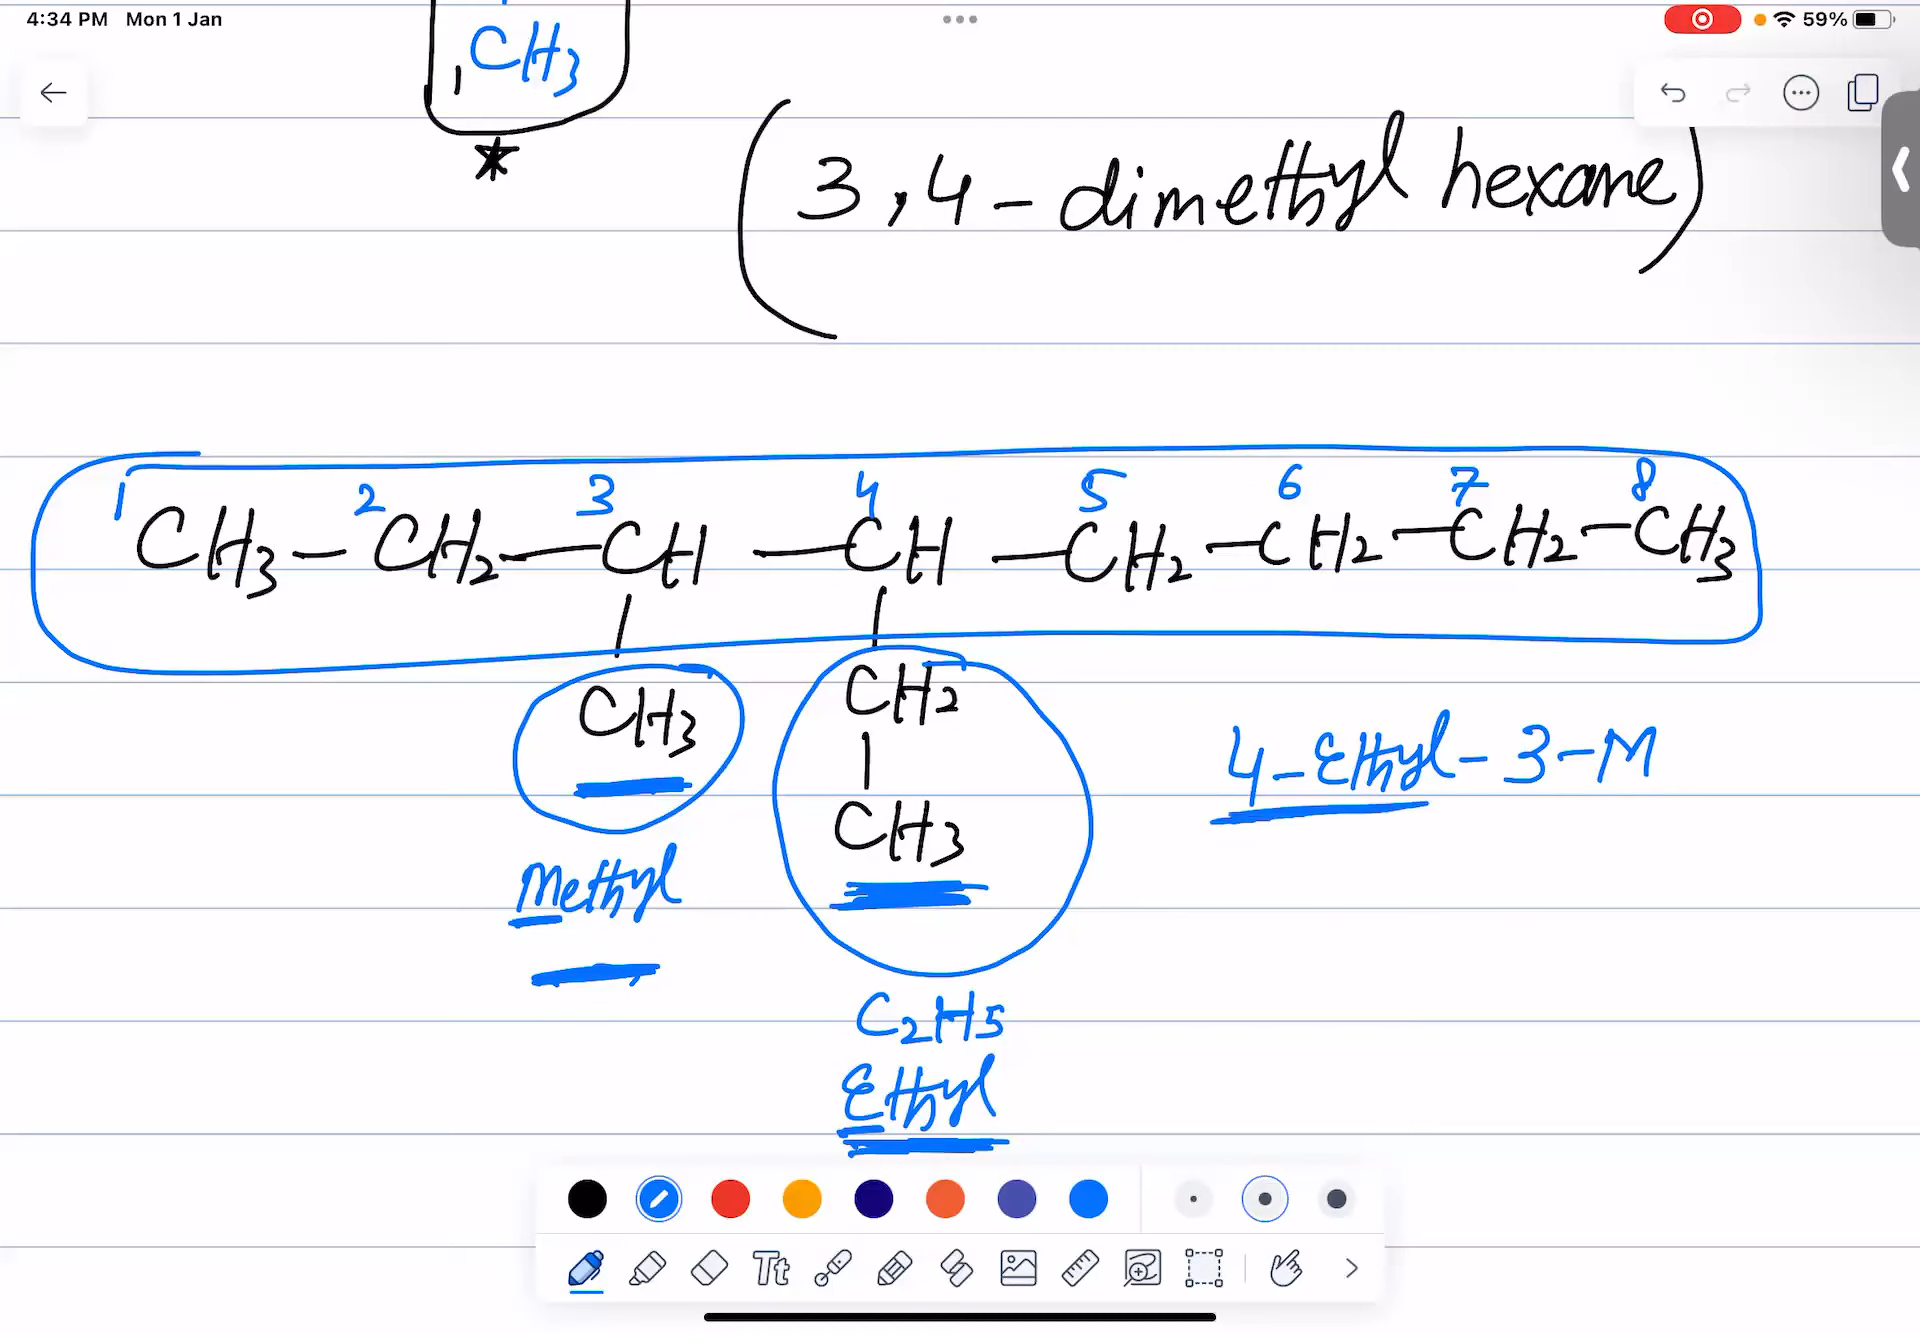 4:34 PM Mon 1 Jan
59%
1 CH3
*
(3,4-dimethyl hexane)
1 2 3 4 5 6 7 8
CH3-CH2-CH-CH-CH2-CH2-CH2-CH3
CH3 CH2
CH3
4-Ethyl-3-M
Methyl
C2H5
Ethyl
Tt